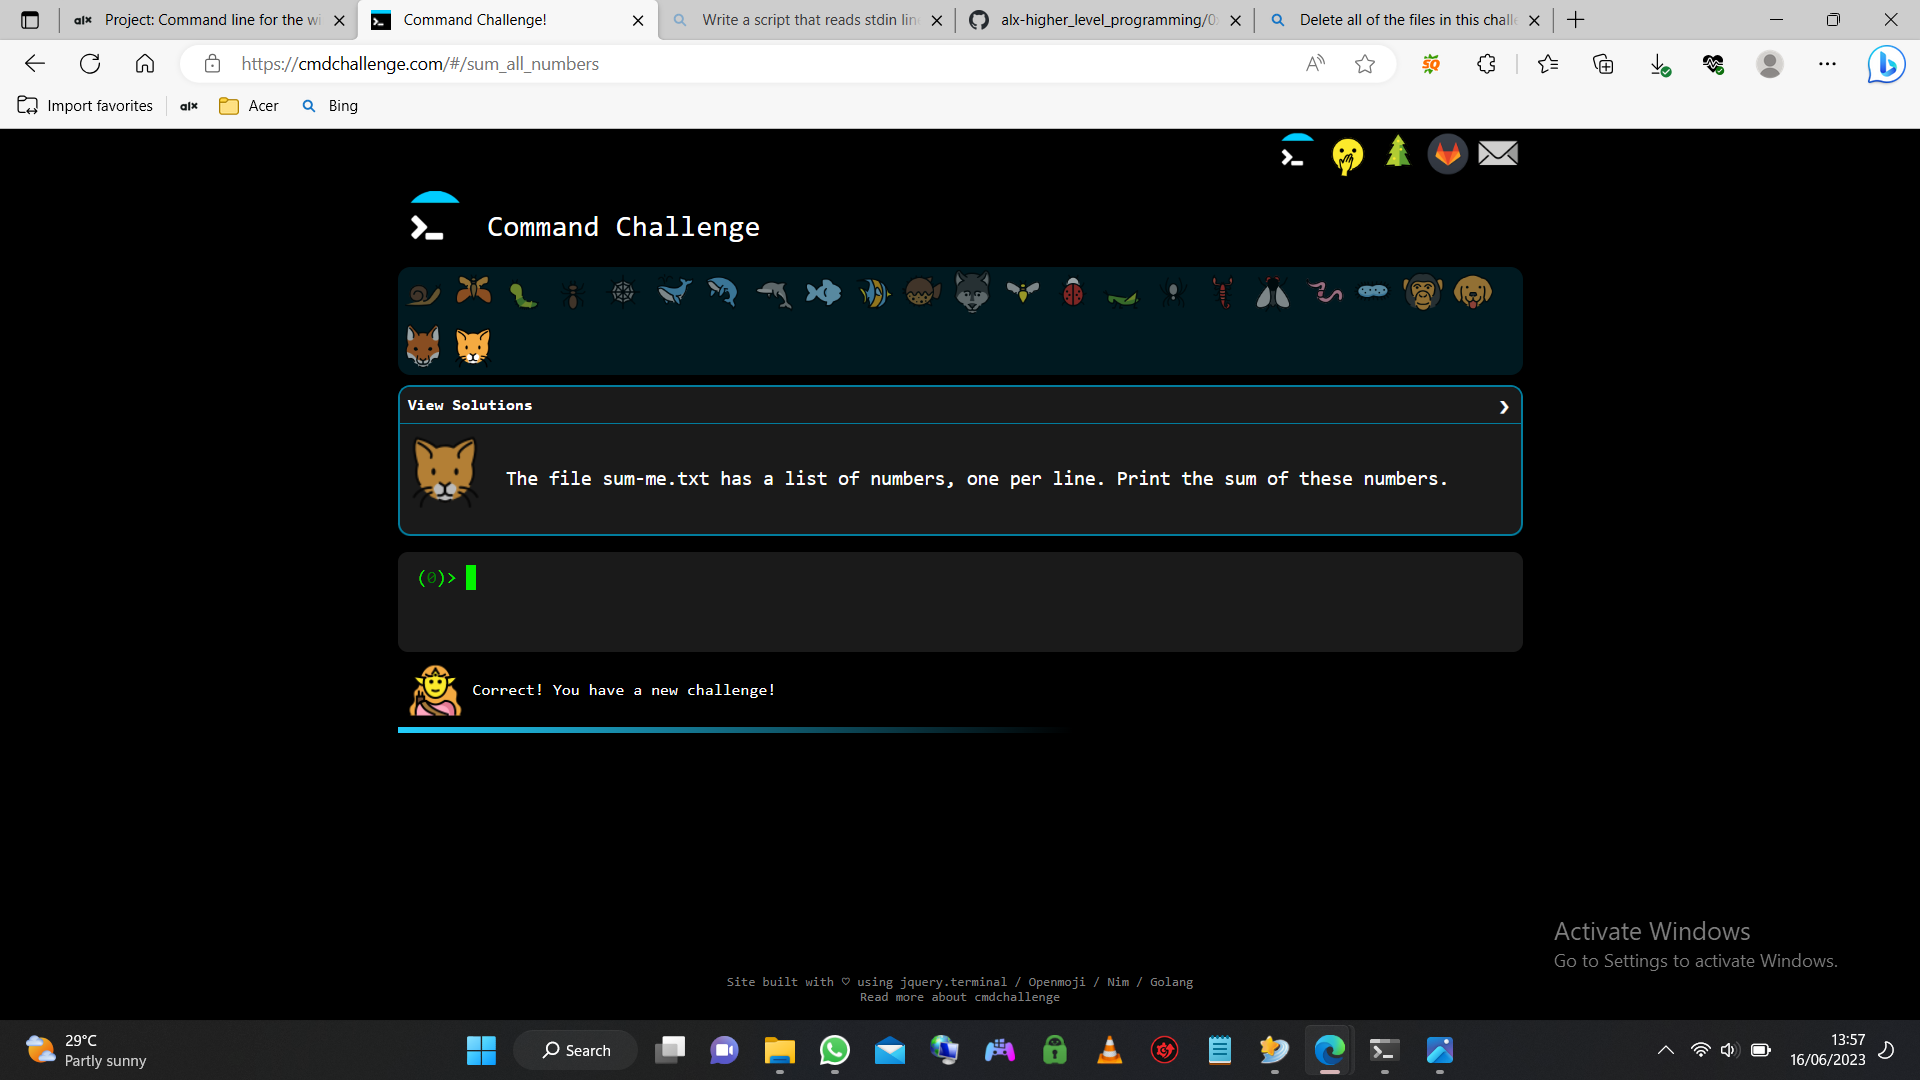 alx Project: Command line for the wi
Command Challenge!
Write a script that reads stdin lin
alx-higher_level_programming/0
Delete all of the files in this chall
https://cmdchallenge.com/#/sum_all_numbers
Import favorites
alx
Acer
Bing
Command Challenge
View Solutions
The file sum-me.txt has a list of numbers, one per line. Print the sum of these numbers.
(0)>
Correct! You have a new challenge!
Activate Windows
Go to Settings to activate Windows.
Site built with ♡ using jquery.terminal / Openmoji / Nim / Golang
Read more about cmdchallenge
29°C
Partly sunny
Search
13:57
16/06/2023